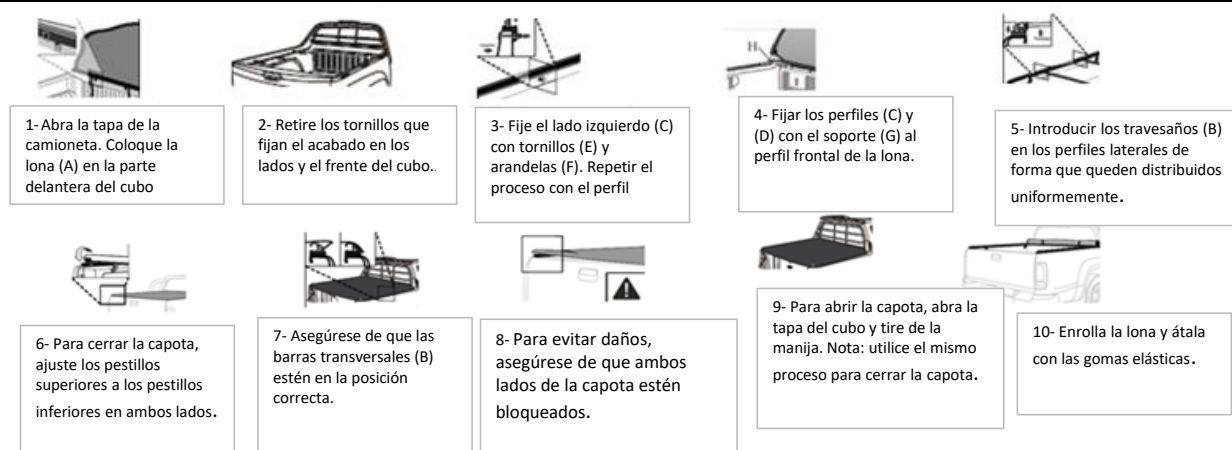 1- Abra la tapa de la
camioneta. Coloque la
lona (A) en la parte
delantera del cubo
2- Retire los tornillos que
fijan el acabado en los
lados y el frente del cubo..
3- Fije el lado izquierdo (C)
con tornillos (E) y
arandelas (F). Repetir el
proceso con el perfil
H
4- Fijar los perfiles (C) y
(D) con el soporte (G) al
perfil frontal de la lona.
5- Introducir los travesaños (B)
en los perfiles laterales de
forma que queden distribuidos
uniformemente.
6- Para cerrar la capota,
ajuste los pestillos
superiores a los pestillos
inferiores en ambos lados.
7- Asegúrese de que las
barras transversales (B)
estén en la posición
correcta.
8- Para evitar daños,
asegúrese de que ambos
lados de la capota estén
bloqueados.
9- Para abrir la capota, abra la
tapa del cubo y tire de la
manija. Nota: utilice el mismo
proceso para cerrar la capota.
10- Enrolla la lona y átala
con las gomas elásticas.